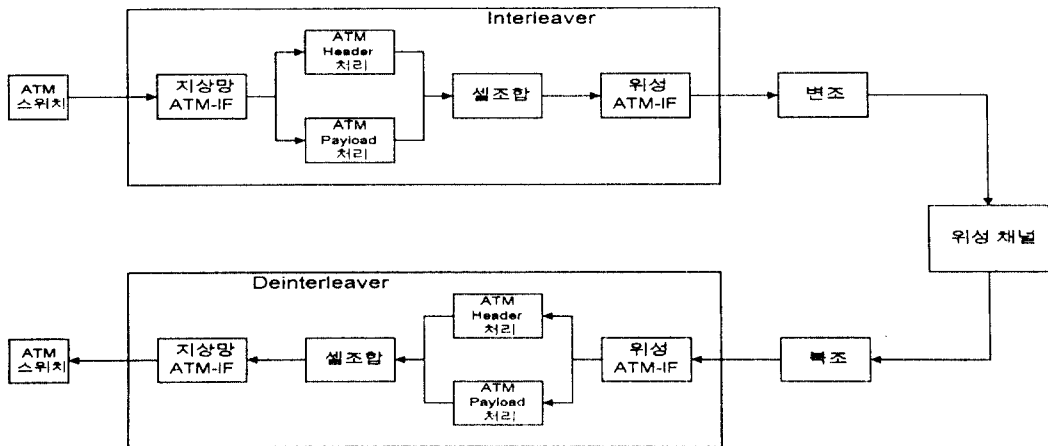 Interleaver
ATM
스위치
지상망
ATM-IF
ATM
Header
처리
ATM
Payload
처리
셀조합
위성
ATM-IF
변조
위성 채널
Deinterleaver
ATM
스위치
지상망
ATM-IF
셀조합
ATM
Header
처리
ATM
Payload
처리
위성
ATM-IF
복조